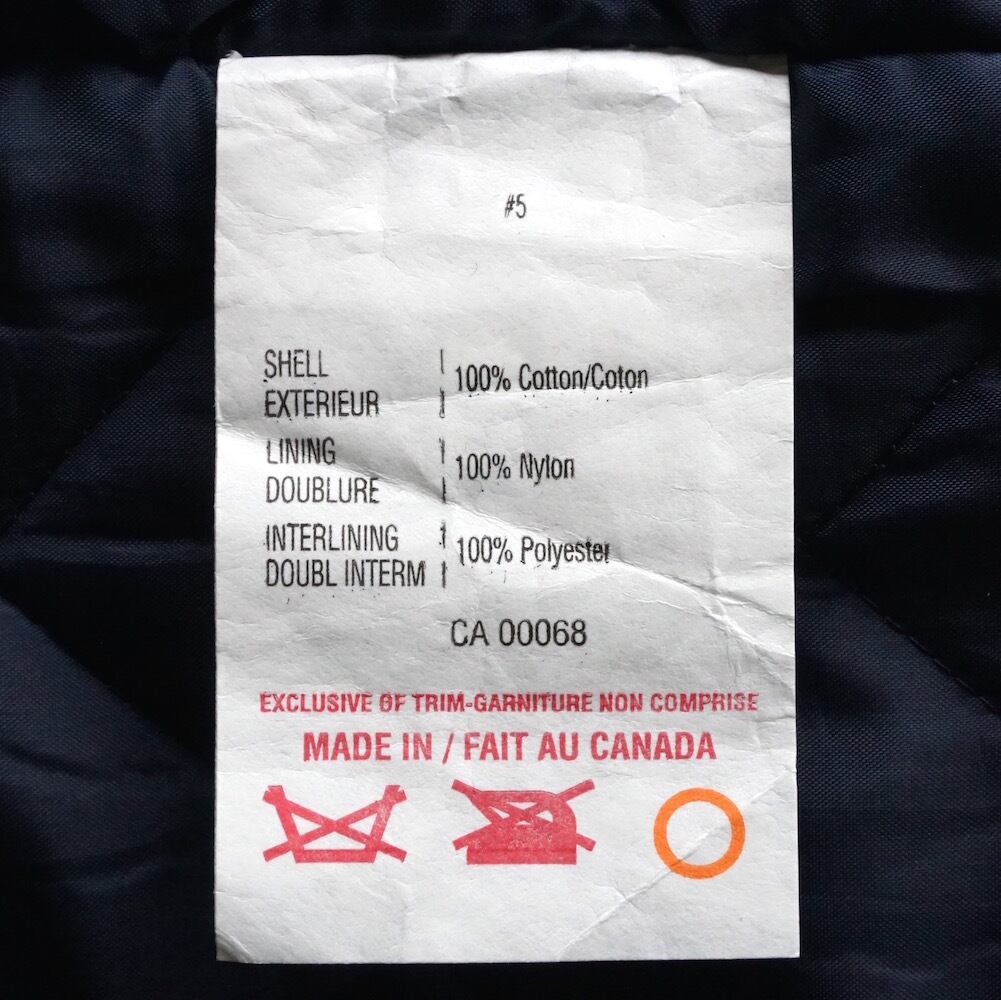 #5
SHELL
EXTERIEUR
100% Cotton/Coton
LINING
DOUBLURE
100% Nylon
INTERLINING
DOUBL INTERM
100% Polyester
CA 00068
EXCLUSIVE OF TRIM-GARNITURE NON COMPRISE
MADE IN / FAIT AU CANADA